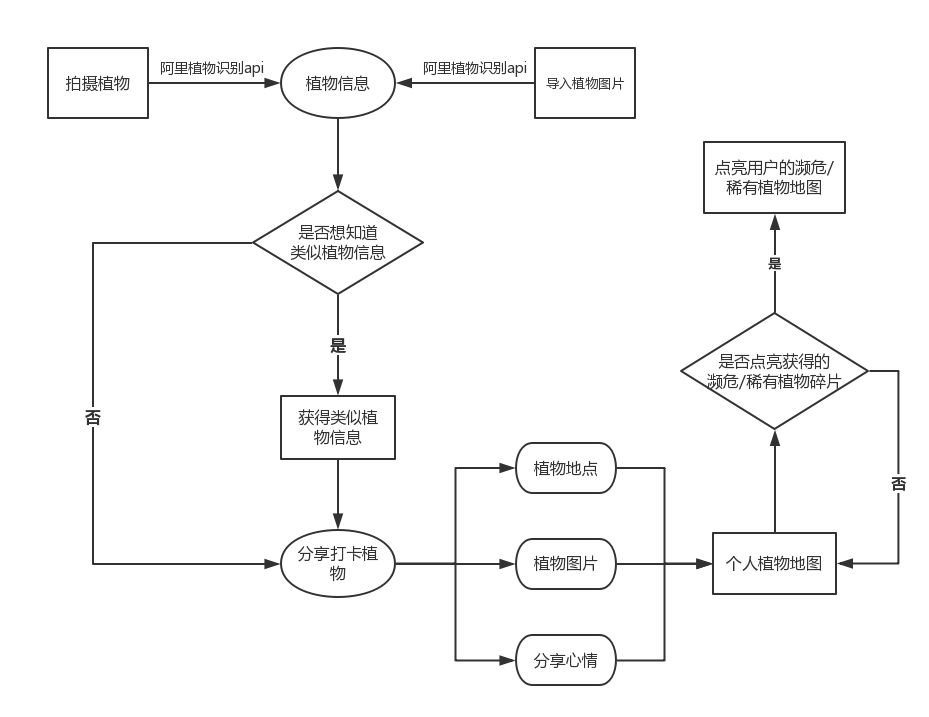 拍摄植物
阿里植物识别api
植物信息
阿里植物识别api
导入植物图片
点亮用户的濒危/
稀有植物地图
是否想知道
类似植物信息
是
是
是否点亮获得的
濒危/稀有植物碎片
否
获得类似植
物信息
植物地点
否
分享打卡植
物
植物图片
个人植物地图
分享心情